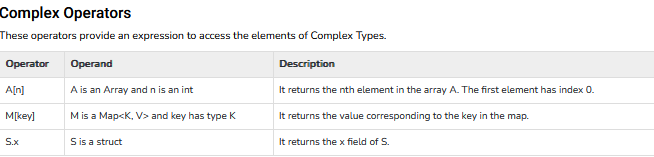 Complex Operators
These operators provide an expression to access the elements of Complex Types.
Operator Operand Description
A[n] A is an Array and n is an int It returns the nth element in the array A. The first element has index 0.
M[key] M is a Map<K, V> and key has type K It returns the value corresponding to the key in the map.
S.x S is a struct It returns the x field of S.